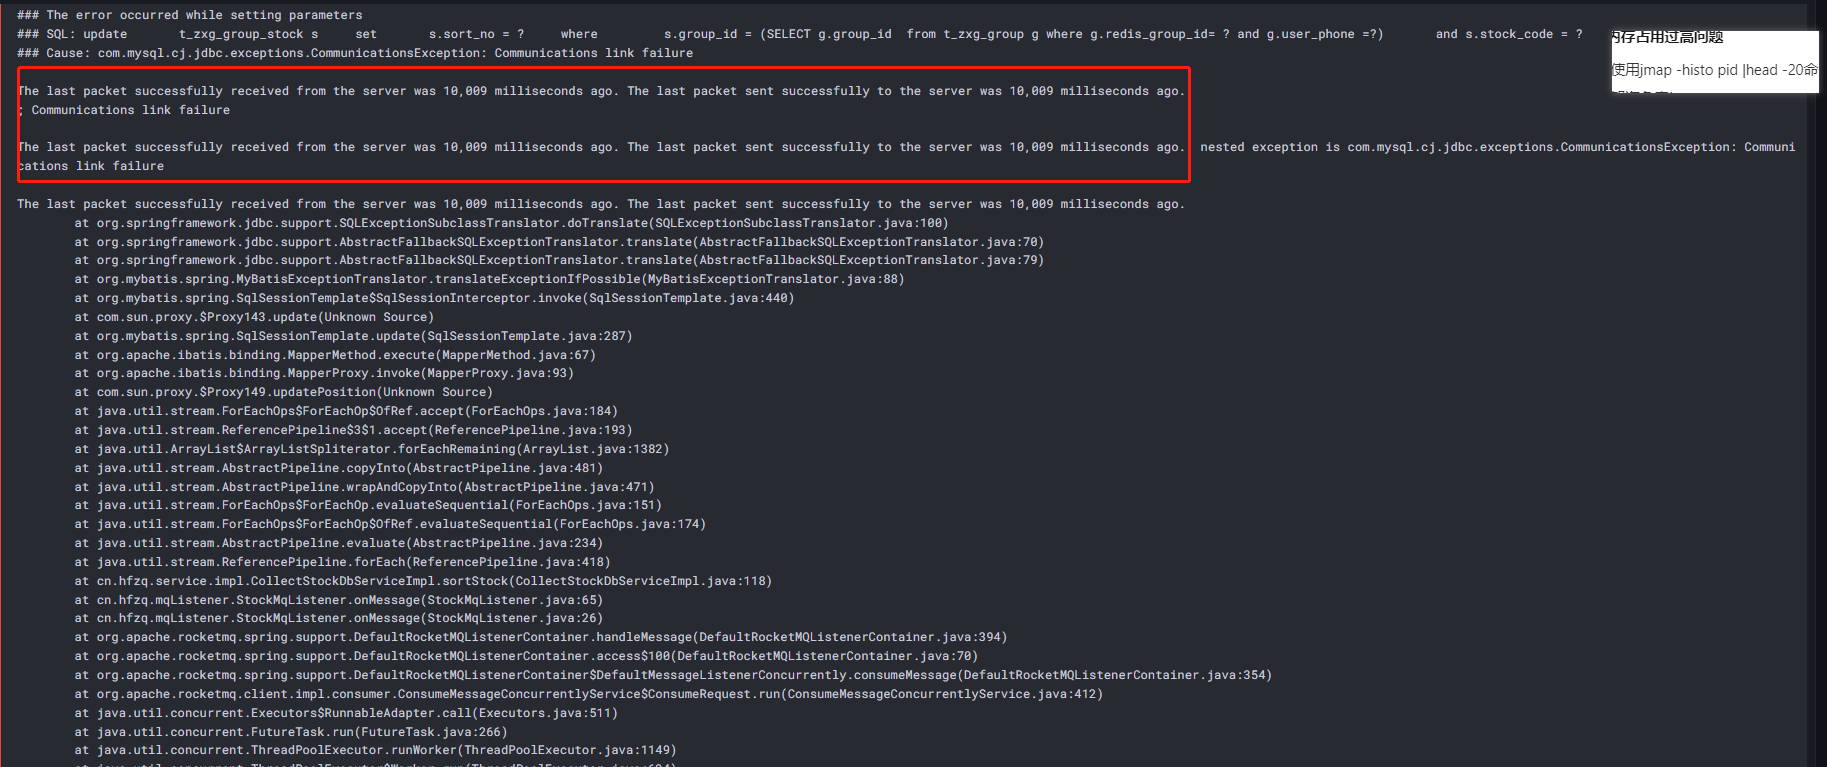 ### The error occurred while setting parameters
### SQL: update       t_zxg_group_stock s     set       s.sort_no = ?     where         s.group_id = (SELECT g.group_id  from t_zxg_group g where g.redis_group_id= ? and g.user_phone =?)       and s.stock_code = ?
### Cause: com.mysql.cj.jdbc.exceptions.CommunicationsException: Communications link failure
内存占用过高问题
使用jmap -histo pid |head -20命
The last packet successfully received from the server was 10,009 milliseconds ago. The last packet sent successfully to the server was 10,009 milliseconds ago.
; Communications link failure
The last packet successfully received from the server was 10,009 milliseconds ago. The last packet sent successfully to the server was 10,009 milliseconds ago.  nested exception is com.mysql.cj.jdbc.exceptions.CommunicationsException: Communi
cations link failure
The last packet successfully received from the server was 10,009 milliseconds ago. The last packet sent successfully to the server was 10,009 milliseconds ago.
at org.springframework.jdbc.support.SQLExceptionSubclassTranslator.doTranslate(SQLExceptionSubclassTranslator.java:100)
at org.springframework.jdbc.support.AbstractFallbackSQLExceptionTranslator.translate(AbstractFallbackSQLExceptionTranslator.java:70)
at org.springframework.jdbc.support.AbstractFallbackSQLExceptionTranslator.translate(AbstractFallbackSQLExceptionTranslator.java:79)
at org.mybatis.spring.MyBatisExceptionTranslator.translateExceptionIfPossible(MyBatisExceptionTranslator.java:88)
at org.mybatis.spring.SqlSessionTemplate$SqlSessionInterceptor.invoke(SqlSessionTemplate.java:440)
at com.sun.proxy.$Proxy143.update(Unknown Source)
at org.mybatis.spring.SqlSessionTemplate.update(SqlSessionTemplate.java:287)
at org.apache.ibatis.binding.MapperMethod.execute(MapperMethod.java:67)
at org.apache.ibatis.binding.MapperProxy.invoke(MapperProxy.java:93)
at com.sun.proxy.$Proxy149.updatePosition(Unknown Source)
at java.util.stream.ForEachOps$ForEachOp$OfRef.accept(ForEachOps.java:184)
at java.util.stream.ReferencePipeline$3$1.accept(ReferencePipeline.java:193)
at java.util.ArrayList$ArrayListSpliterator.forEachRemaining(ArrayList.java:1382)
at java.util.stream.AbstractPipeline.copyInto(AbstractPipeline.java:481)
at java.util.stream.AbstractPipeline.wrapAndCopyInto(AbstractPipeline.java:471)
at java.util.stream.ForEachOps$ForEachOp.evaluateSequential(ForEachOps.java:151)
at java.util.stream.ForEachOps$ForEachOp$OfRef.evaluateSequential(ForEachOps.java:174)
at java.util.stream.AbstractPipeline.evaluate(AbstractPipeline.java:234)
at java.util.stream.ReferencePipeline.forEach(ReferencePipeline.java:418)
at cn.hfzq.service.impl.CollectStockDbServiceImpl.sortStock(CollectStockDbServiceImpl.java:118)
at cn.hfzq.mqListener.StockMqListener.onMessage(StockMqListener.java:65)
at cn.hfzq.mqListener.StockMqListener.onMessage(StockMqListener.java:26)
at org.apache.rocketmq.spring.support.DefaultRocketMQListenerContainer.handleMessage(DefaultRocketMQListenerContainer.java:394)
at org.apache.rocketmq.spring.support.DefaultRocketMQListenerContainer.access$100(DefaultRocketMQListenerContainer.java:70)
at org.apache.rocketmq.spring.support.DefaultRocketMQListenerContainer$DefaultMessageListenerConcurrently.consumeMessage(DefaultRocketMQListenerContainer.java:354)
at org.apache.rocketmq.client.impl.consumer.ConsumeMessageConcurrentlyService$ConsumeRequest.run(ConsumeMessageConcurrentlyService.java:412)
at java.util.concurrent.Executors$RunnableAdapter.call(Executors.java:511)
at java.util.concurrent.FutureTask.run(FutureTask.java:266)
at java.util.concurrent.ThreadPoolExecutor.runWorker(ThreadPoolExecutor.java:1149)